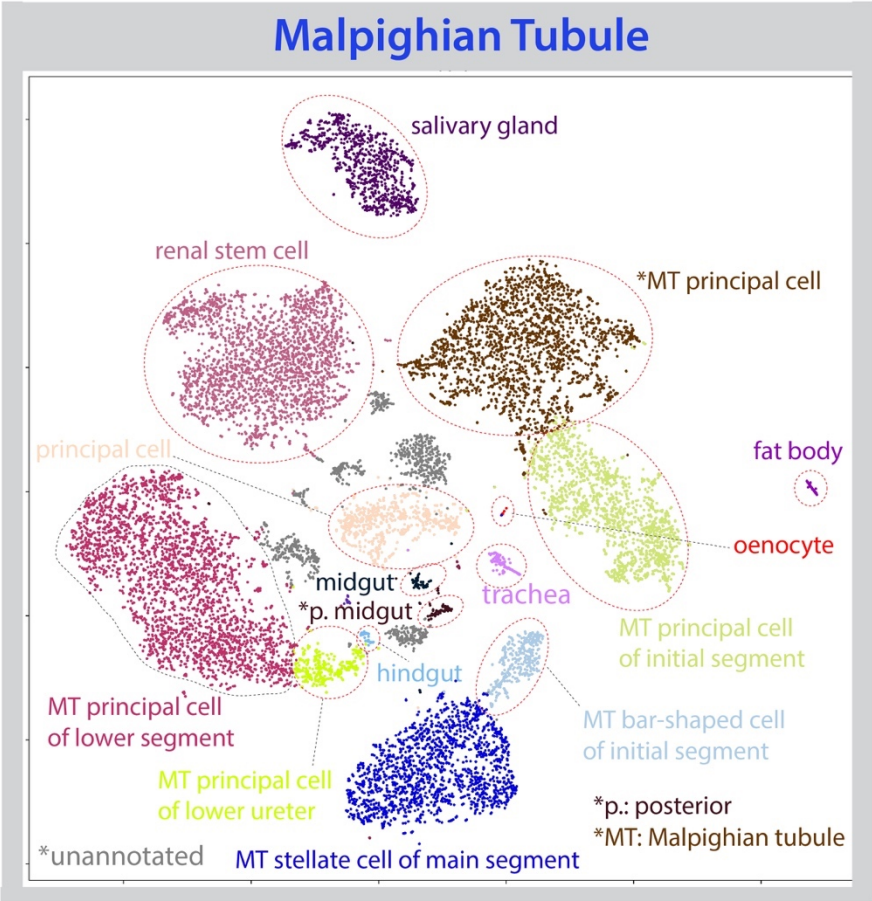 Malpighian Tubule
salivary gland
renal stem cell
*MT principal cell
principal cell
fat body
oenocyte
midgut
trachea
*p. midgut
MT principal cell
of initial segment
hindgut
MT principal cell
of lower segment
MT bar-shaped cell
of initial segment
MT principal cell
of lower ureter
*p.: posterior
*MT: Malpighian tubule
*unannotated
MT stellate cell of main segment